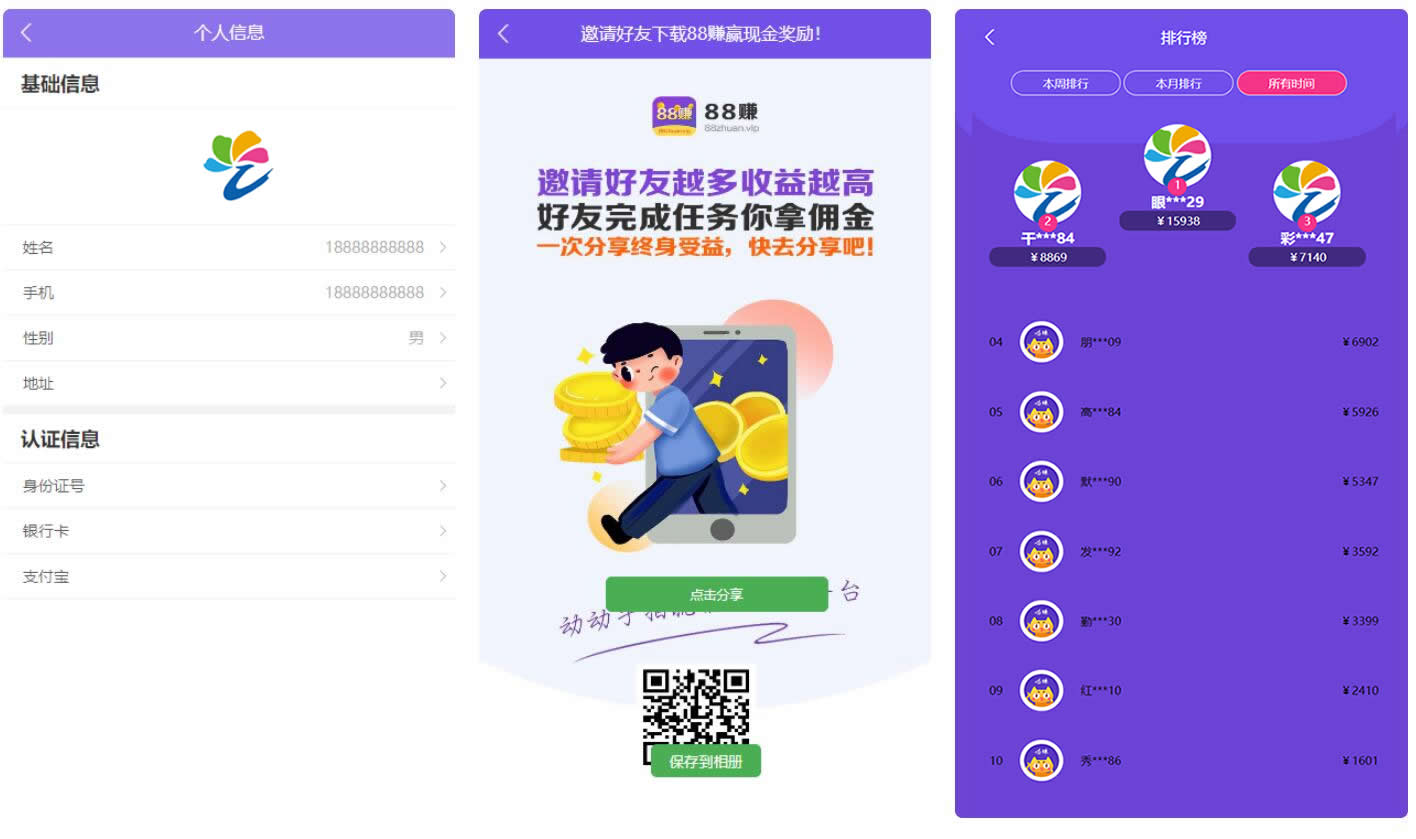 个人信息
基础信息
姓名 18888888888
手机 18888888888
性别 男
地址
认证信息
身份证号
银行卡
支付宝
邀请好友下载88赚赢现金奖励！
88赚
88赚
88zhuan.vip
邀请好友越多收益越高
好友完成任务你拿佣金
一次分享终身受益，快去分享吧！
点击分享
台
动动手指
保存到相册
排行榜
本周排行 本月排行 所有时间
1
眼***29
¥15938
2
干***84
¥8869
3
彩***47
¥7140
04 朋***09 ¥6902
05 高***84 ¥5926
06 默***90 ¥5347
07 发***92 ¥3592
08 勤***30 ¥3399
09 红***10 ¥2410
10 秀***86 ¥1601